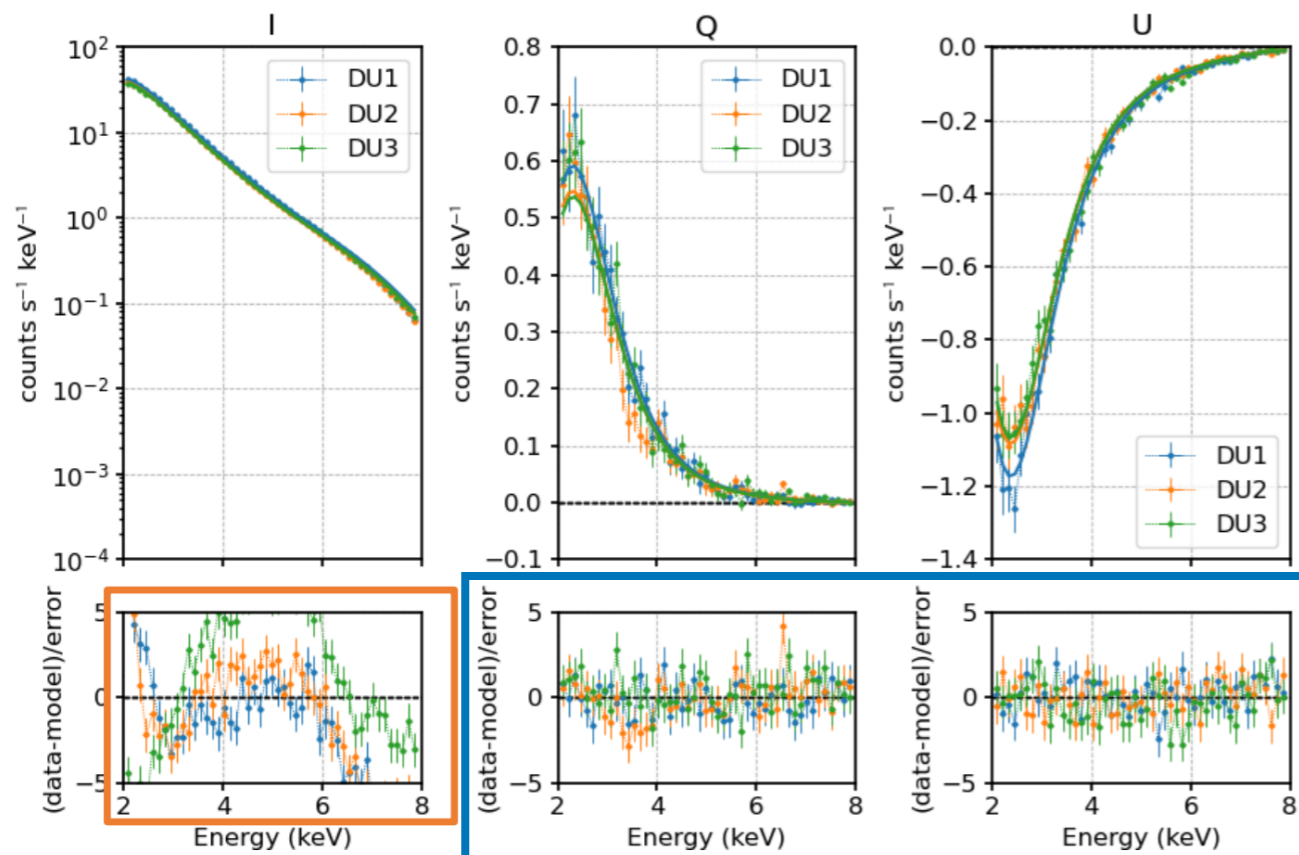 I
counts s⁻¹ keV⁻¹
10²
10¹
10⁰
10⁻¹
10⁻²
10⁻³
10⁻⁴
DU1
DU2
DU3
Q
counts s⁻¹ keV⁻¹
0.8
0.7
0.6
0.5
0.4
0.3
0.2
0.1
0.0
−0.1
DU1
DU2
DU3
U
counts s⁻¹ keV⁻¹
0.0
−0.2
−0.4
−0.6
−0.8
−1.0
−1.2
−1.4
DU1
DU2
DU3
(data-model)/error
5
0
−5
2 4 6 8
Energy (keV)
(data-model)/error
5
0
−5
2 4 6 8
Energy (keV)
(data-model)/error
5
0
−5
2 4 6 8
Energy (keV)